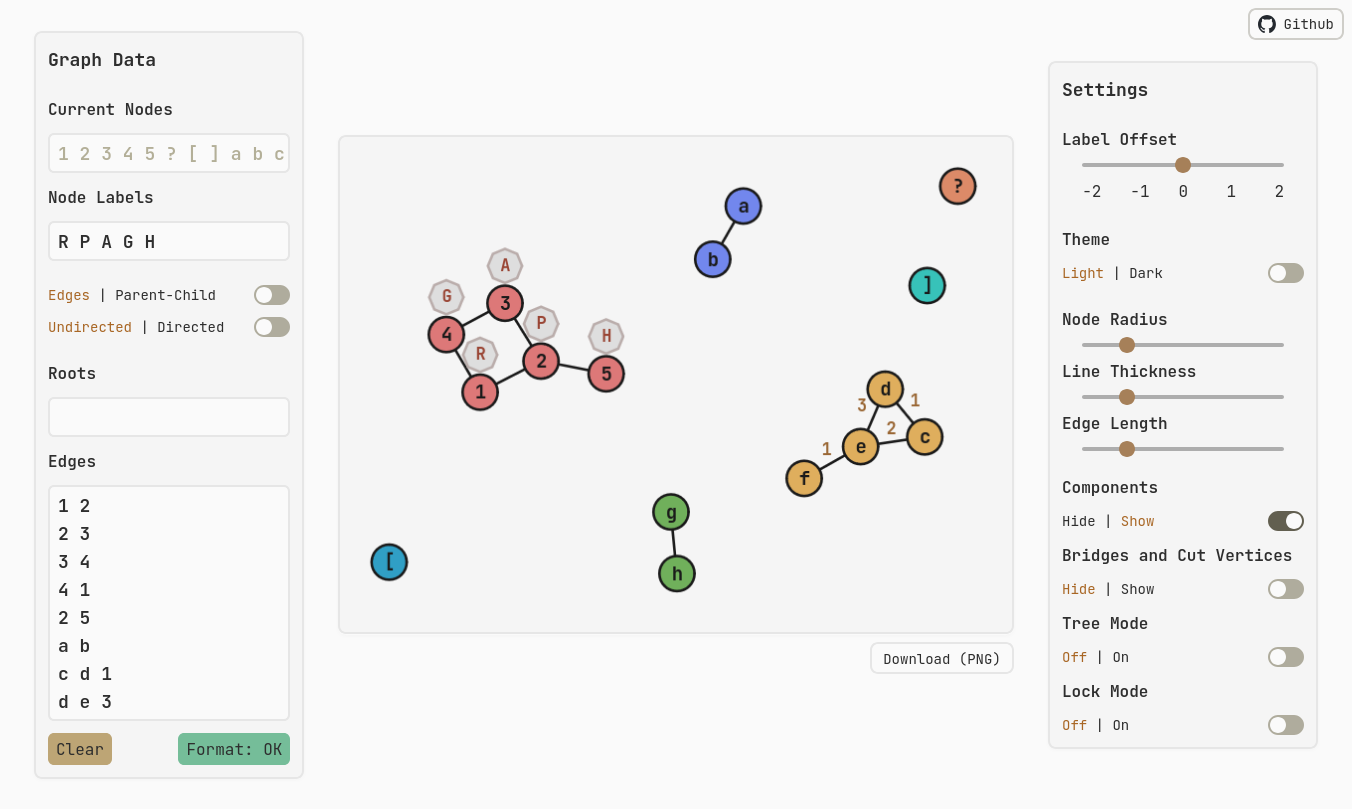 Github
Graph Data
Current Nodes
1 2 3 4 5 ? [ ] a b c
Node Labels
R P A G H
Edges | Parent-Child
Undirected | Directed
Roots
Edges
1 2
2 3
3 4
4 1
2 5
a b
c d 1
d e 3
Clear
Format: OK
?
a
b
]
A
G
3
P
4
H
R
2
5
1
d
3
1
2
c
1
e
f
g
[
h
Download (PNG)
Settings
Label Offset
-2 -1 0 1 2
Theme
Light | Dark
Node Radius
Line Thickness
Edge Length
Components
Hide | Show
Bridges and Cut Vertices
Hide | Show
Tree Mode
Off | On
Lock Mode
Off | On